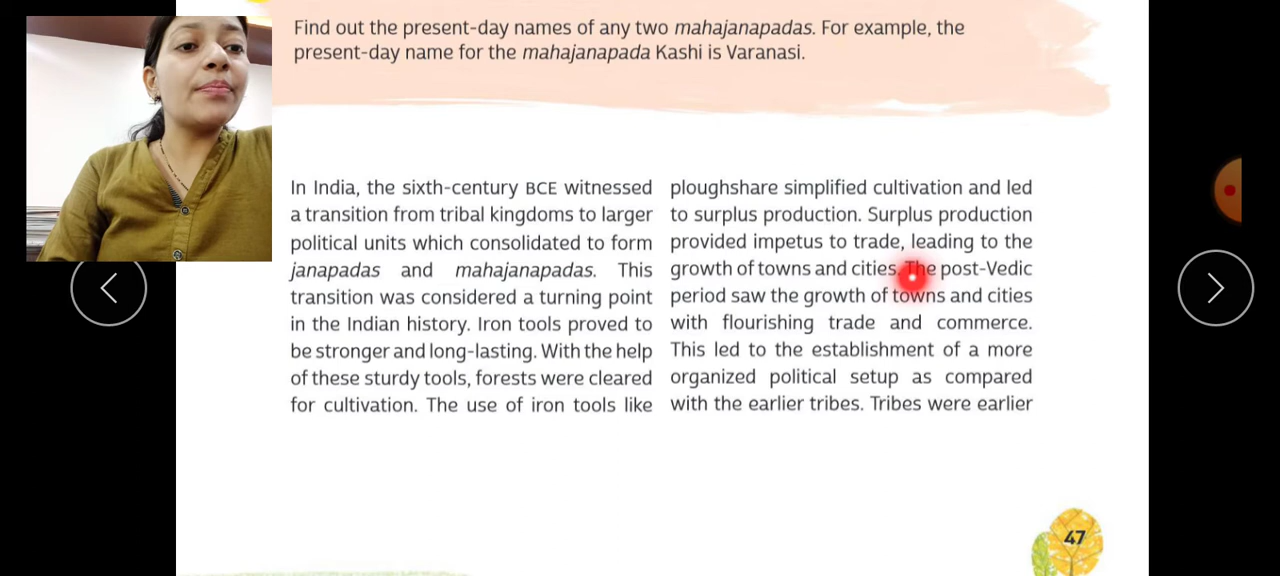 Find out the present-day names of any two mahajanapadas. For example, the
present-day name for the mahajanapada Kashi is Varanasi.
In India, the sixth-century BCE witnessed
a transition from tribal kingdoms to larger
political units which consolidated to form
janapadas and mahajanapadas. This
transition was considered a turning point
in the Indian history. Iron tools proved to
be stronger and long-lasting. With the help
of these sturdy tools, forests were cleared
for cultivation. The use of iron tools like
ploughshare simplified cultivation and led
to surplus production. Surplus production
provided impetus to trade, leading to the
growth of towns and cities. The post-Vedic
period saw the growth of towns and cities
with flourishing trade and commerce.
This led to the establishment of a more
organized political setup as compared
with the earlier tribes. Tribes were earlier
47